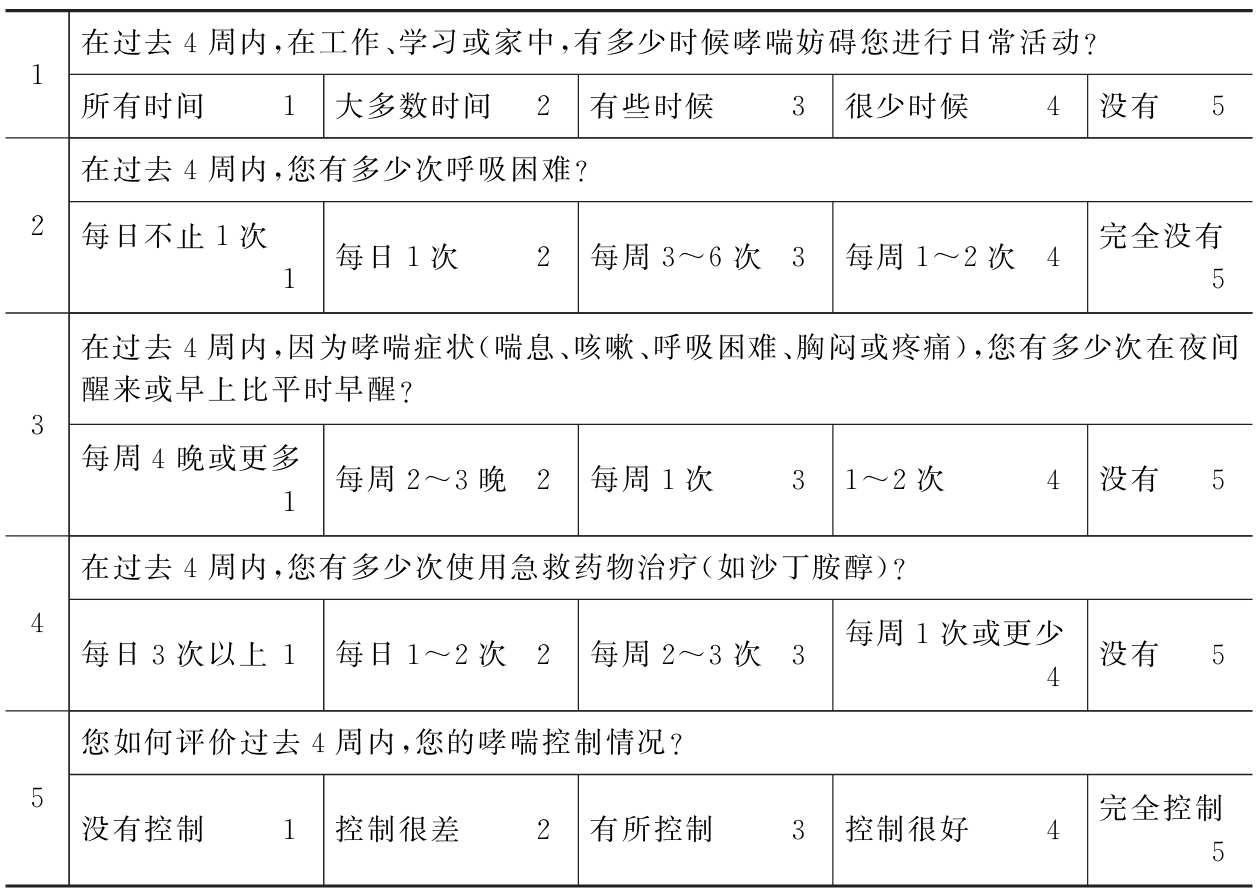 1
在过去 4 周内,在工作、学习或家中,有多少时候哮喘妨碍您进行日常活动?
所有时间 1 大多数时间 2 有些时候 3 很少时候 4 没有 5
2
在过去 4 周内,您有多少次呼吸困难?
每日不止 1 次 1 每日 1 次 2 每周 3～6 次 3 每周 1～2 次 4 完全没有 5
3
在过去 4 周内,因为哮喘症状(喘息、咳嗽、呼吸困难、胸闷或疼痛),您有多少次在夜间
醒来或早上比平时早醒?
每周 4 晚或更多 1 每周 2～3 晚 2 每周 1 次 3 1～2 次 4 没有 5
4
在过去 4 周内,您有多少次使用急救药物治疗(如沙丁胺醇)?
每日 3 次以上 1 每日 1～2 次 2 每周 2～3 次 3 每周 1 次或更少 4 没有 5
5
您如何评价过去 4 周内,您的哮喘控制情况?
没有控制 1 控制很差 2 有所控制 3 控制很好 4 完全控制 5